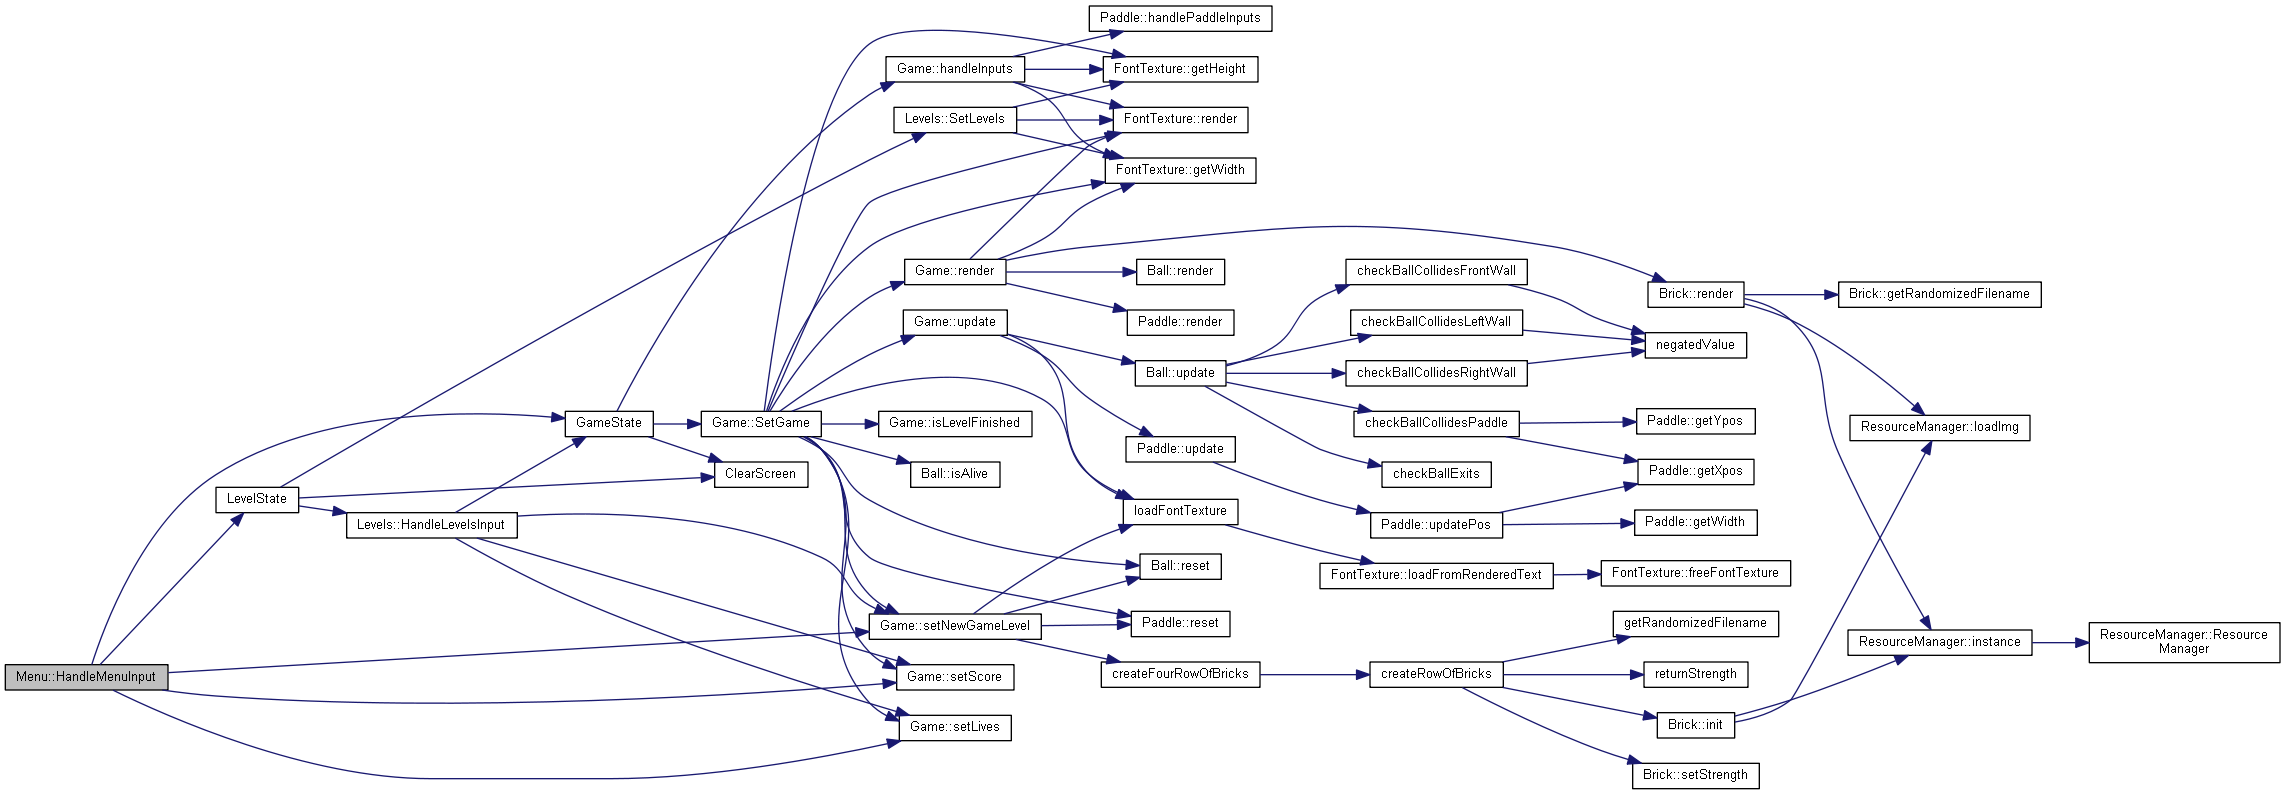 Paddle::handlePaddleInputs
Game::handleInputs
FontTexture::getHeight
Levels::SetLevels
FontTexture::render
FontTexture::getWidth
Game::render
Ball::render
checkBallCollidesFrontWall
Brick::render
Brick::getRandomizedFilename
Game::update
Paddle::render
checkBallCollidesLeftWall
negatedValue
Ball::update
checkBallCollidesRightWall
GameState
Game::SetGame
Game::isLevelFinished
checkBallCollidesPaddle
Paddle::getYpos
ResourceManager::loadImg
Paddle::update
ClearScreen
Ball::isAlive
checkBallExits
Paddle::getXpos
LevelState
Levels::HandleLevelsInput
loadFontTexture
Paddle::updatePos
Paddle::getWidth
Ball::reset
FontTexture::loadFromRenderedText
FontTexture::freeFontTexture
Game::setNewGameLevel
Paddle::reset
getRandomizedFilename
ResourceManager::instance
ResourceManager::Resource
Manager
Menu::HandleMenuInput
Game::setScore
createFourRowOfBricks
createRowOfBricks
returnStrength
Game::setLives
Brick::init
Brick::setStrength